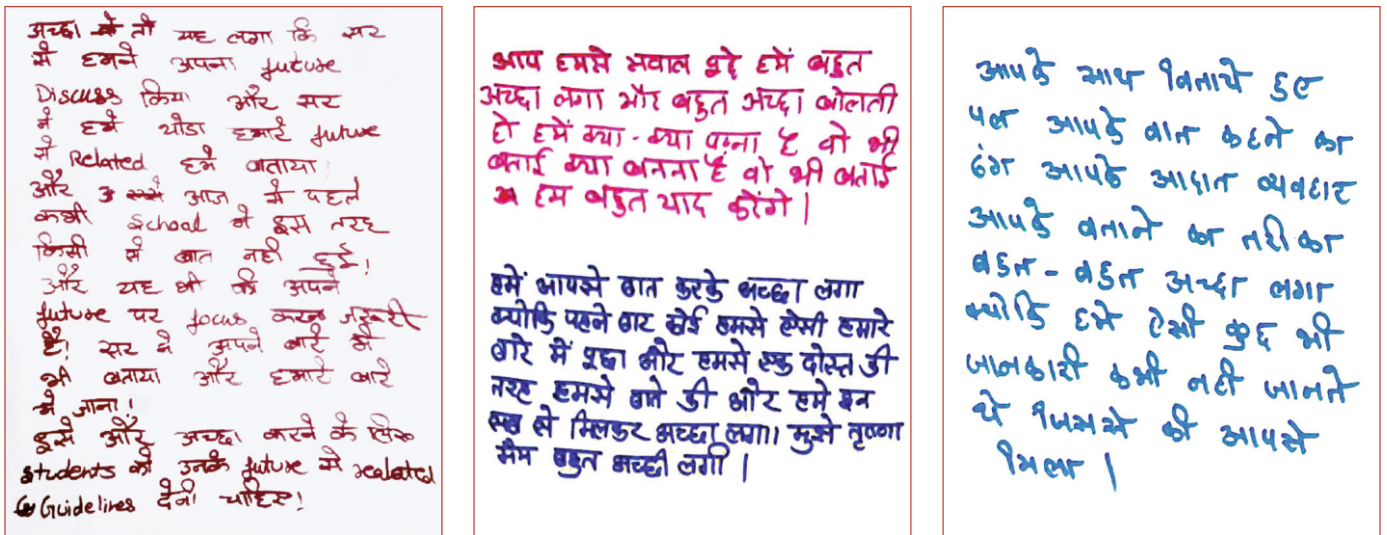 अच्छा तो यह लगा कि सर
से हमने अपना future
Discuss किया और सर
ने हमे थोडा हमारे future
से Related हमे बताया!
और आज से पहले
कभी School मे इस तरह
किसी से बात नही हुई!
और यह भी की अपने
future पर focus करना जरूरी
है! सर ने अपने बारे मे
भी बताया और हमारे बारे
मे जाना!
इसे और अच्छा करने के लिए
students को उनके future से realated
Guidelines देनी चाहिए!
आप हमसे सवाल पूछे हमें बहुत
अच्छा लगा और बहुत अच्छा बोलती
हो हमें क्या-क्या पढ़ना है वो भी
बताई क्या बनना है वो भी बताई
हम बहुत याद करेंगे।
हमें आपसे बात करके अच्छा लगा
क्योकि पहने बार कोई हमसे ऐसी हमारे
बारे में पूछा और हमसे एक दोस्त की
तरह हमसे बाते की और हमे इन
सब से मिलकर अच्छा लगा। मुझे तृष्णा
मैम बहुत अच्छी लगी।
आपके साथ बिताये हुए
पल आपके बात कहने का
ढंग आपके आदात व्यवहार
आपके बताने का तरीका
बहुत-बहुत अच्छा लगा
क्योकि हमे ऐसी कुछ भी
जानकारी कभी नही जानते
थे जिससे की आपसे
मिला।